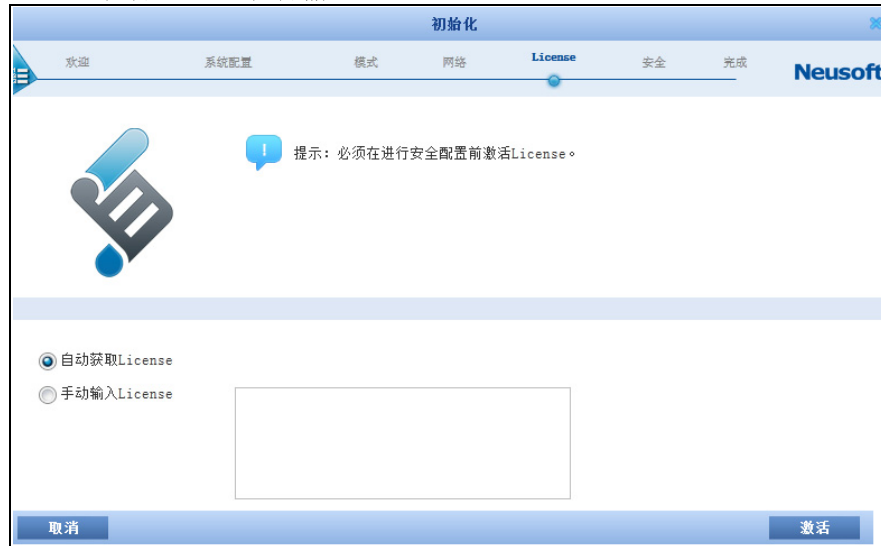 初始化
欢迎 系统配置 模式 网络 License 安全 完成
Neusoft
提示：必须在进行安全配置前激活License。
自动获取License
手动输入License
取消 激活